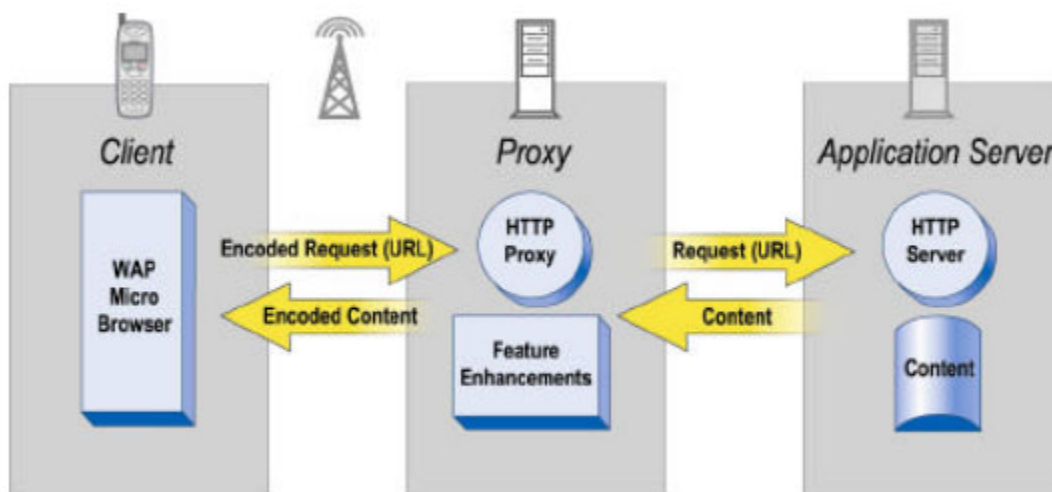 Client
Proxy
Application Server
WAP
Micro
Browser
Encoded Request (URL)
Encoded Content
HTTP
Proxy
Feature
Enhancements
Request (URL)
Content
HTTP
Server
Content